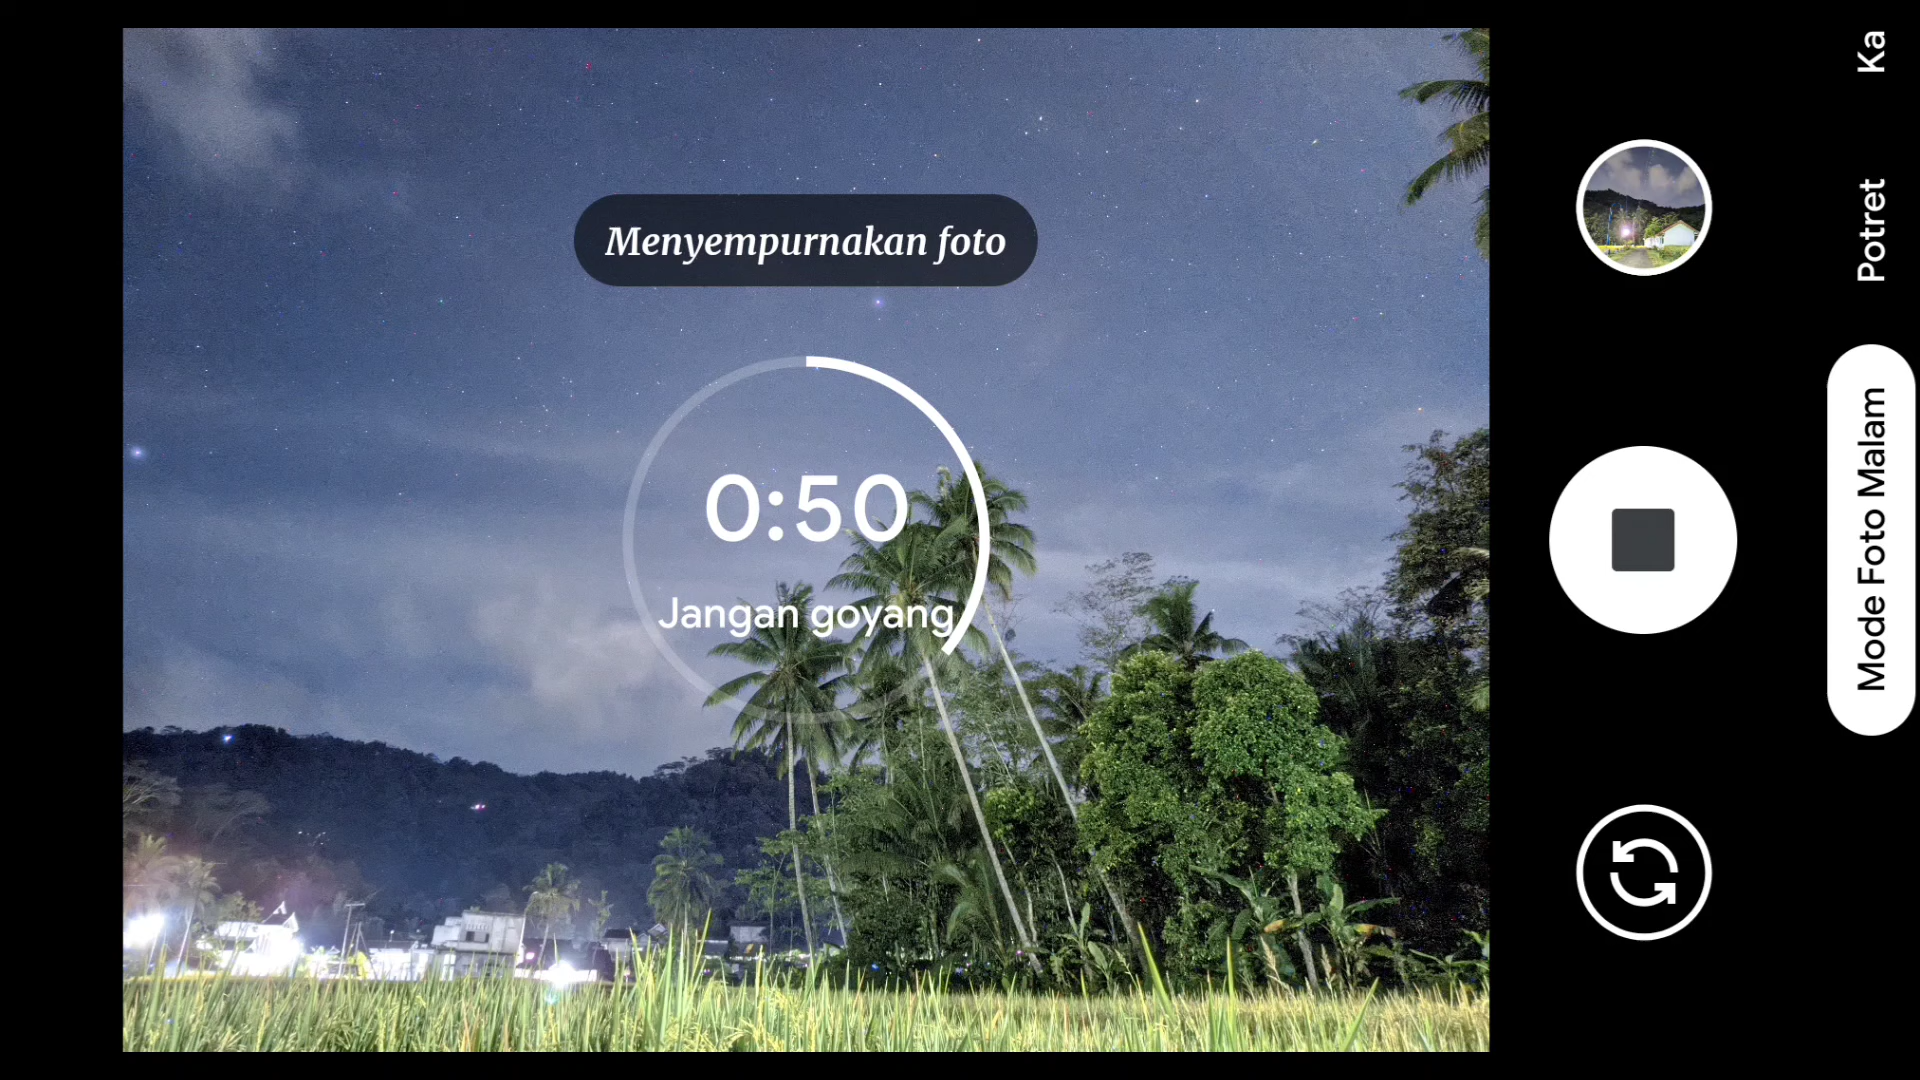 Menyempurnakan foto
0:50
Jangan goyang
Ka
Potret
Mode Foto Malam